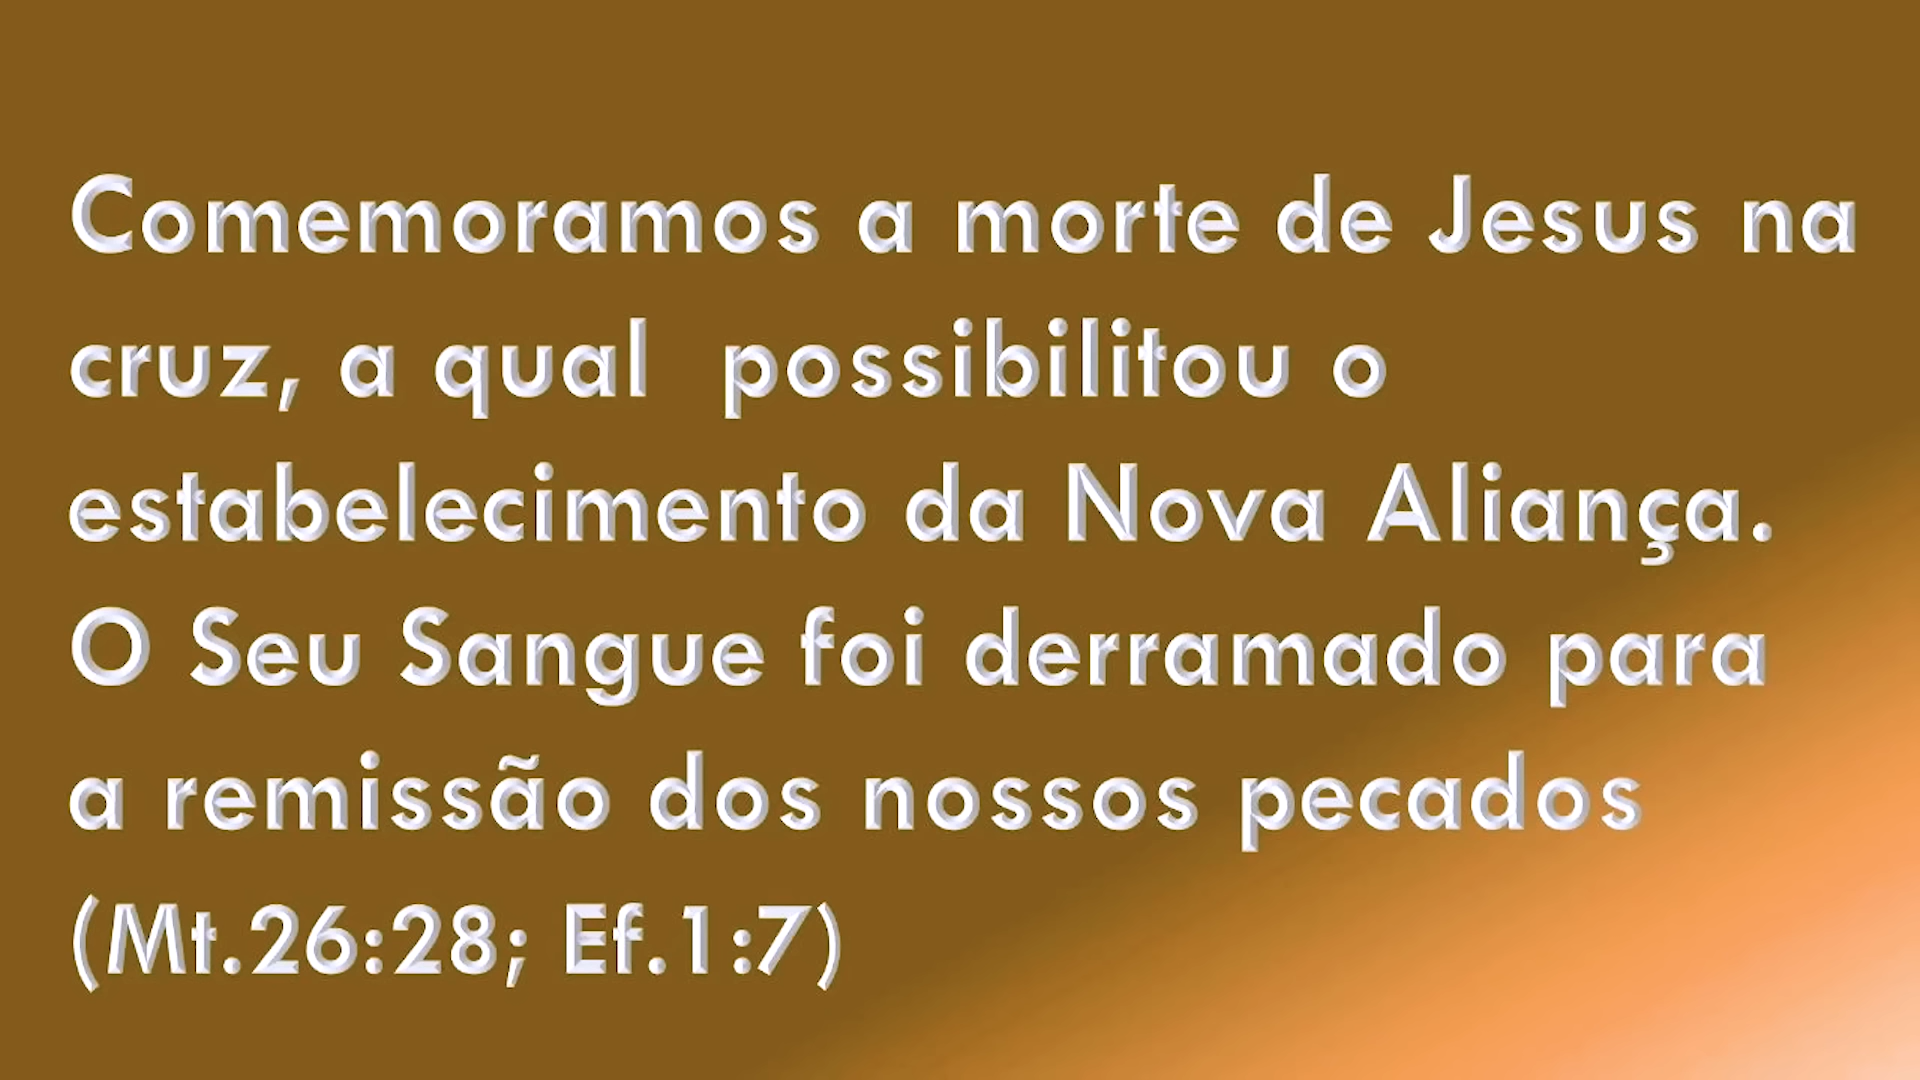 Comemoramos a morte de Jesus na
cruz, a qual  possibilitou o
estabelecimento da Nova Aliança.
O Seu Sangue foi derramado para
a remissão dos nossos pecados
(Mt.26:28; Ef.1:7)